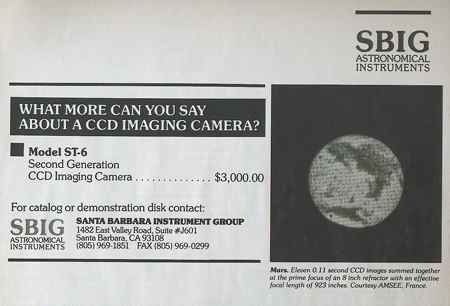 SBIG
ASTRONOMICAL
INSTRUMENTS
WHAT MORE CAN YOU SAY
ABOUT A CCD IMAGING CAMERA?
Model ST-6
Second Generation
CCD Imaging Camera . . . . . . . . . . . . . $3,000.00
For catalog or demonstration disk contact:
SBIG
ASTRONOMICAL
INSTRUMENTS
SANTA BARBARA INSTRUMENT GROUP
1482 East Valley Road, Suite #J601
Santa Barbara, CA 93108
(805) 969-1851 FAX (805) 969-0299
Mars. Eleven 0.11 second CCD images summed together
at the prime focus of an 8 inch refractor with an effective
focal length of 923 inches. Courtesy AMSEE, France.